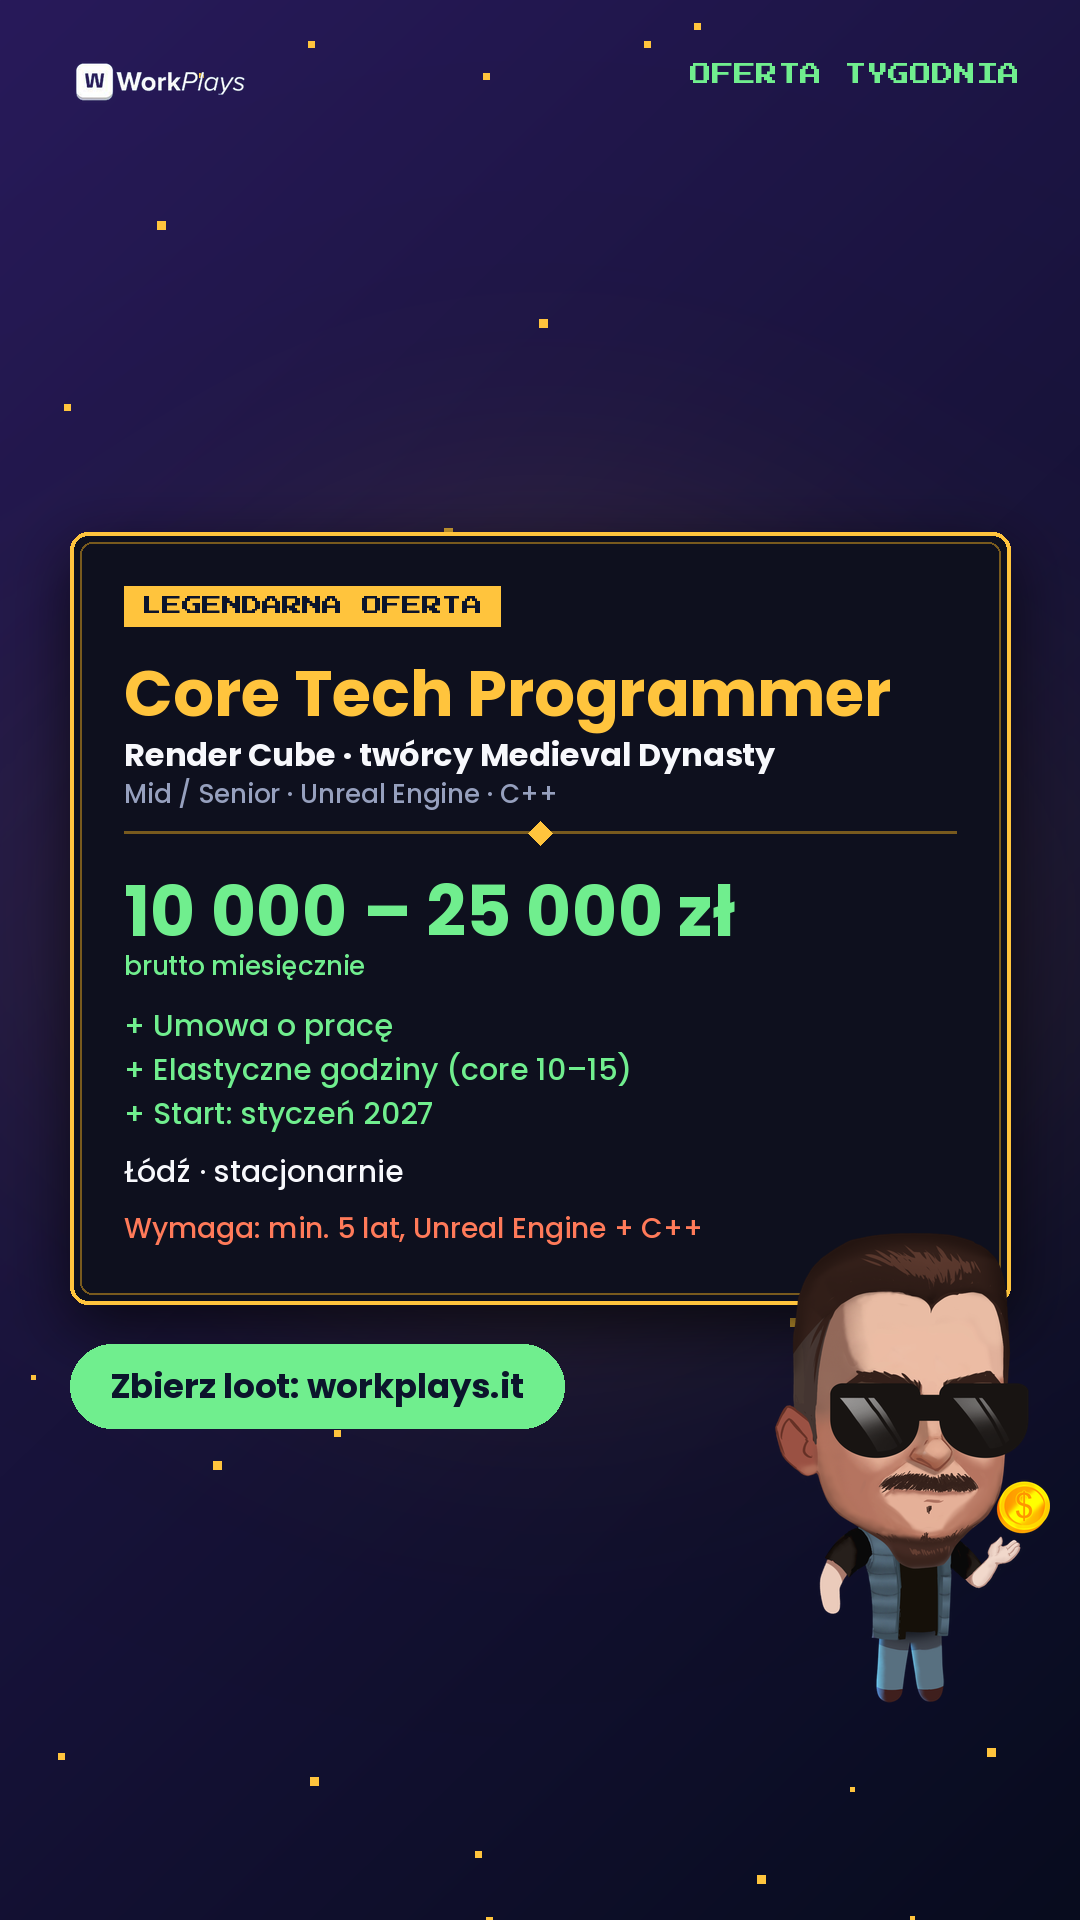 W WorkPlays
OFERTA TYGODNIA
LEGENDARNA OFERTA
Core Tech Programmer
Render Cube · twórcy Medieval Dynasty
Mid / Senior · Unreal Engine · C++
10 000 – 25 000 zł
brutto miesięcznie
+ Umowa o pracę
+ Elastyczne godziny (core 10–15)
+ Start: styczeń 2027
Łódź · stacjonarnie
Wymaga: min. 5 lat, Unreal Engine + C++
Zbierz loot: workplays.it
$